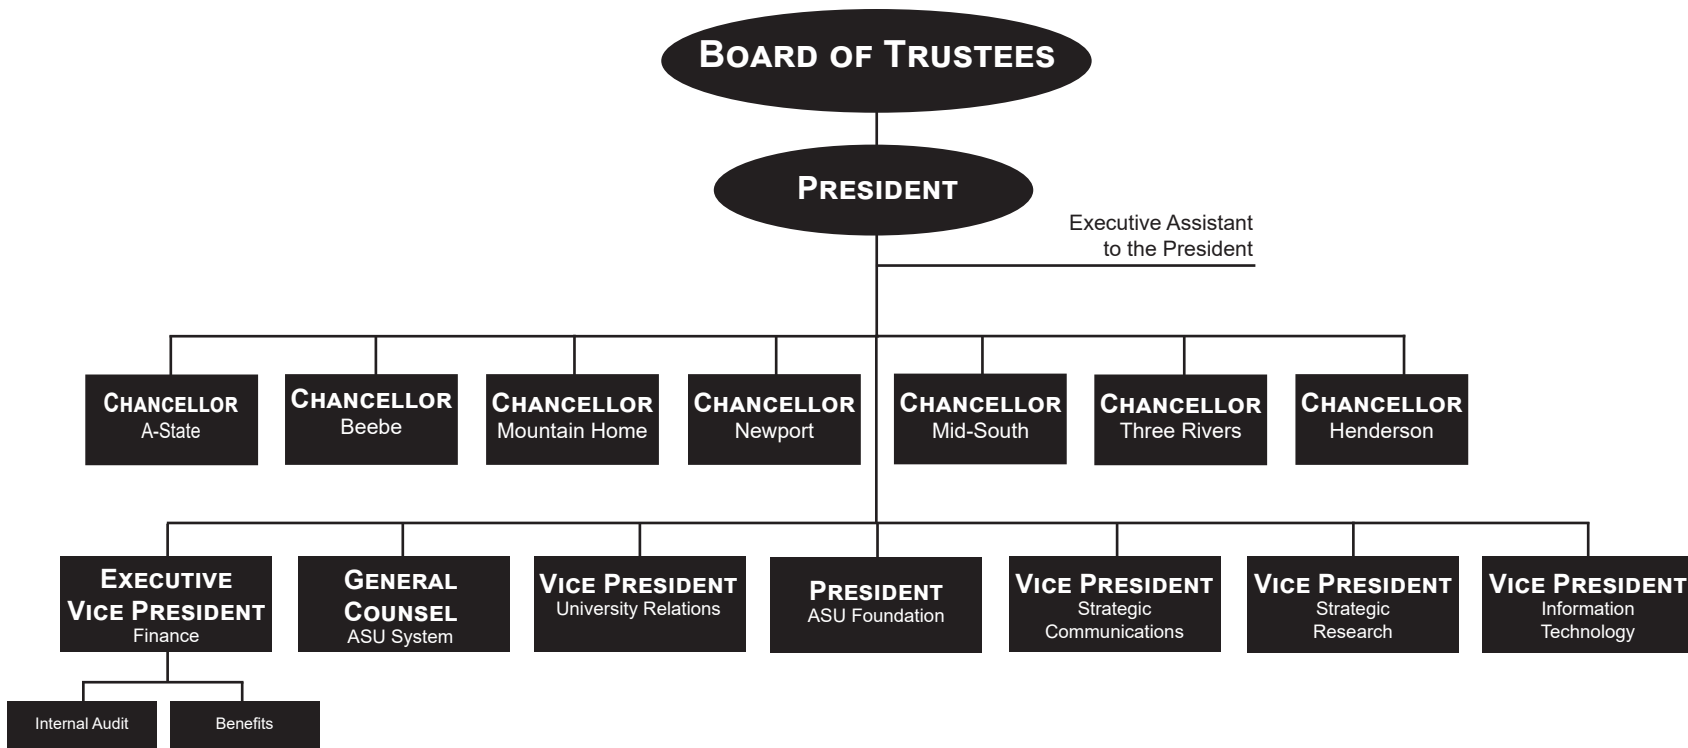 BOARD OF TRUSTEES
PRESIDENT
Executive Assistant
to the President
CHANCELLOR
A-State
CHANCELLOR
Beebe
CHANCELLOR
Mountain Home
CHANCELLOR
Newport
CHANCELLOR
Mid-South
CHANCELLOR
Three Rivers
CHANCELLOR
Henderson
EXECUTIVE
VICE PRESIDENT
Finance
GENERAL
COUNSEL
ASU System
VICE PRESIDENT
University Relations
PRESIDENT
ASU Foundation
VICE PRESIDENT
Strategic
Communications
VICE PRESIDENT
Strategic
Research
VICE PRESIDENT
Information
Technology
Internal Audit
Benefits